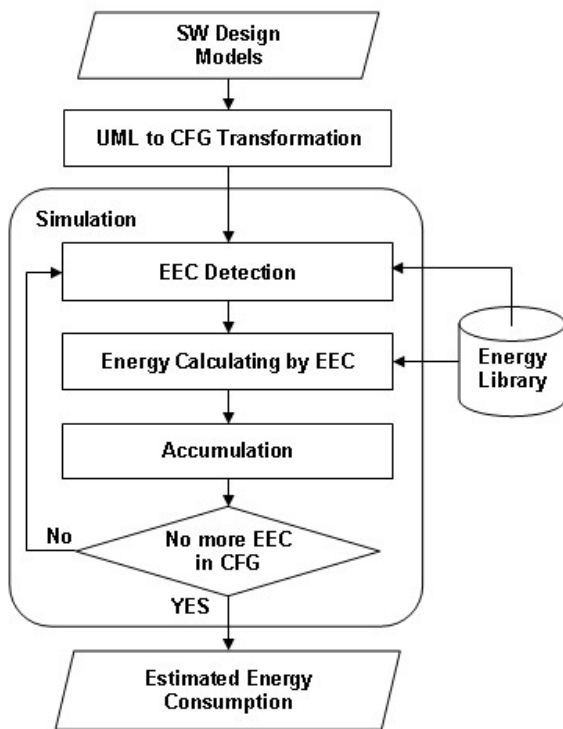 SW Design
Models
UML to CFG Transformation
Simulation
EEC Detection
Energy Calculating by EEC
Energy
Library
Accumulation
No
No more EEC
in CFG
YES
Estimated Energy
Consumption